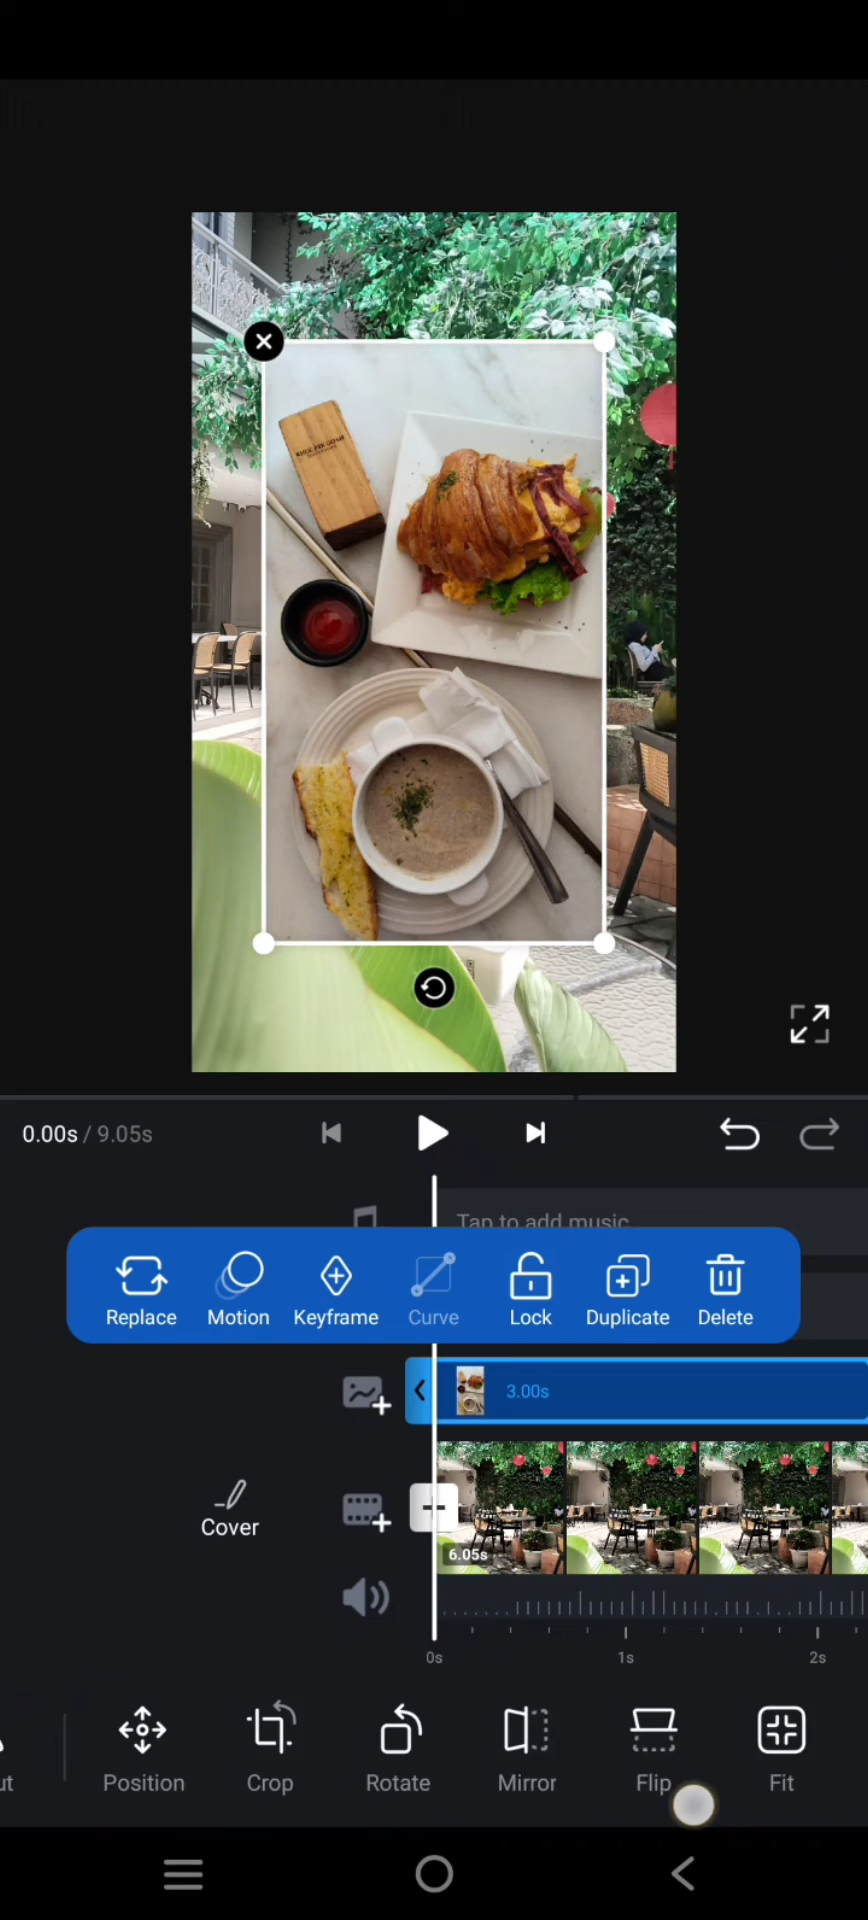 0.00s / 9.05s
Tap to add music
Replace
Motion
Keyframe
Curve
Lock
Duplicate
Delete
3.00s
Cover
6.05s
0s
1s
2s
Position
Crop
Rotate
Mirror
Flip
Fit